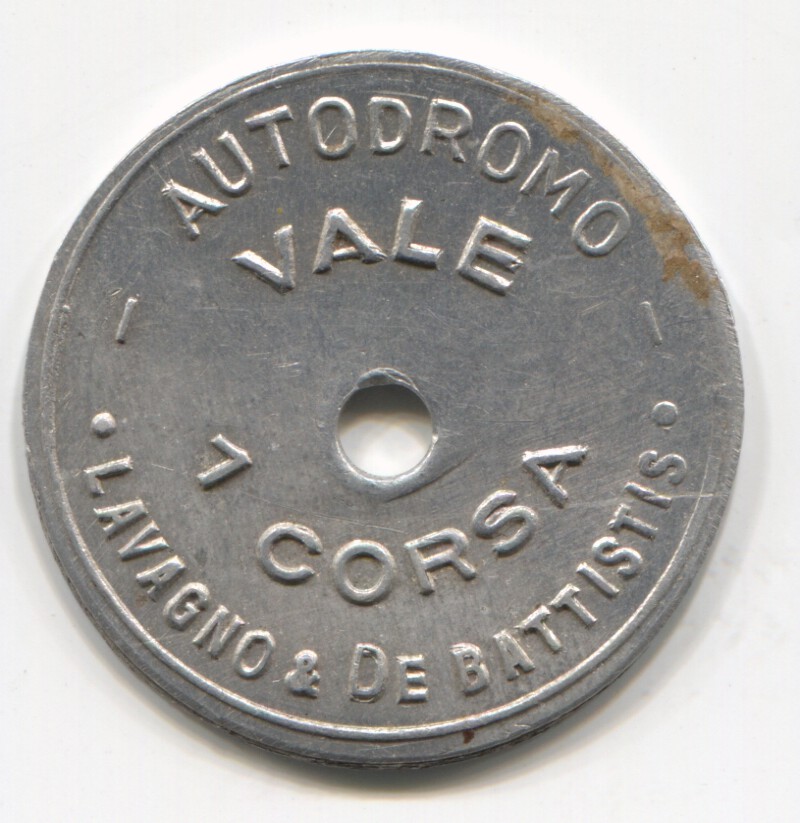 AUTODROMO
VALE
1 CORSA
LAVAGNO & DE BATTISTIS